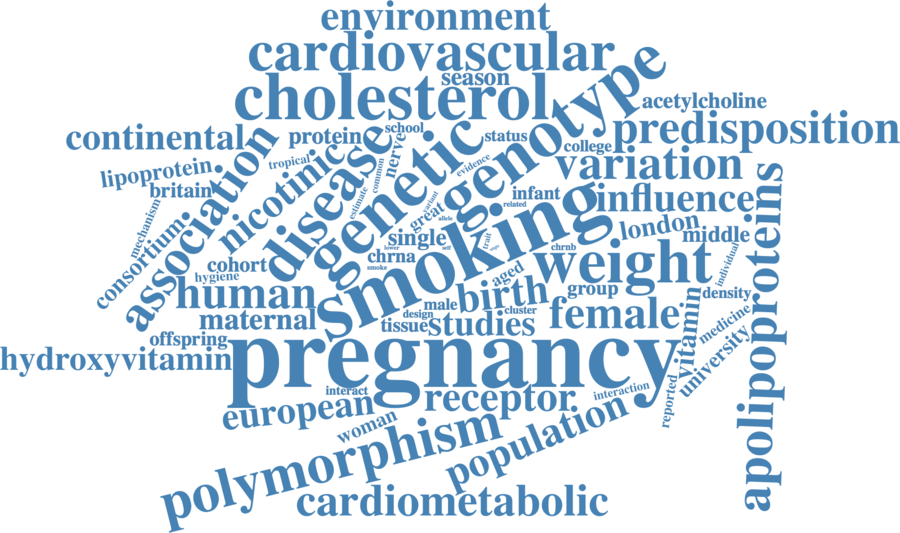 environment
cardiovascular
season
cholesterol
genotype
acetylcholine
continental
protein
school
status
predisposition
college
disease
nerve
genetic
variation
lipoprotein
tropical
common
evidence
britain
association
nicotinic
estimate
variant
infant
influence
apolipoproteins
mechanism
great
allele
related
smoking
london
middle
consortium
single
trait
cohort
lower
self
chrna
chrnb
weight
individual
hygiene
smoke
aged
human
birth
group
density
male
cluster
design
female
vitamin
medicine
maternal
tissue
studies
university
offspring
hydroxyvitamin
pregnancy
interact
receptor
interaction
reported
european
woman
population
polymorphism
cardiometabolic